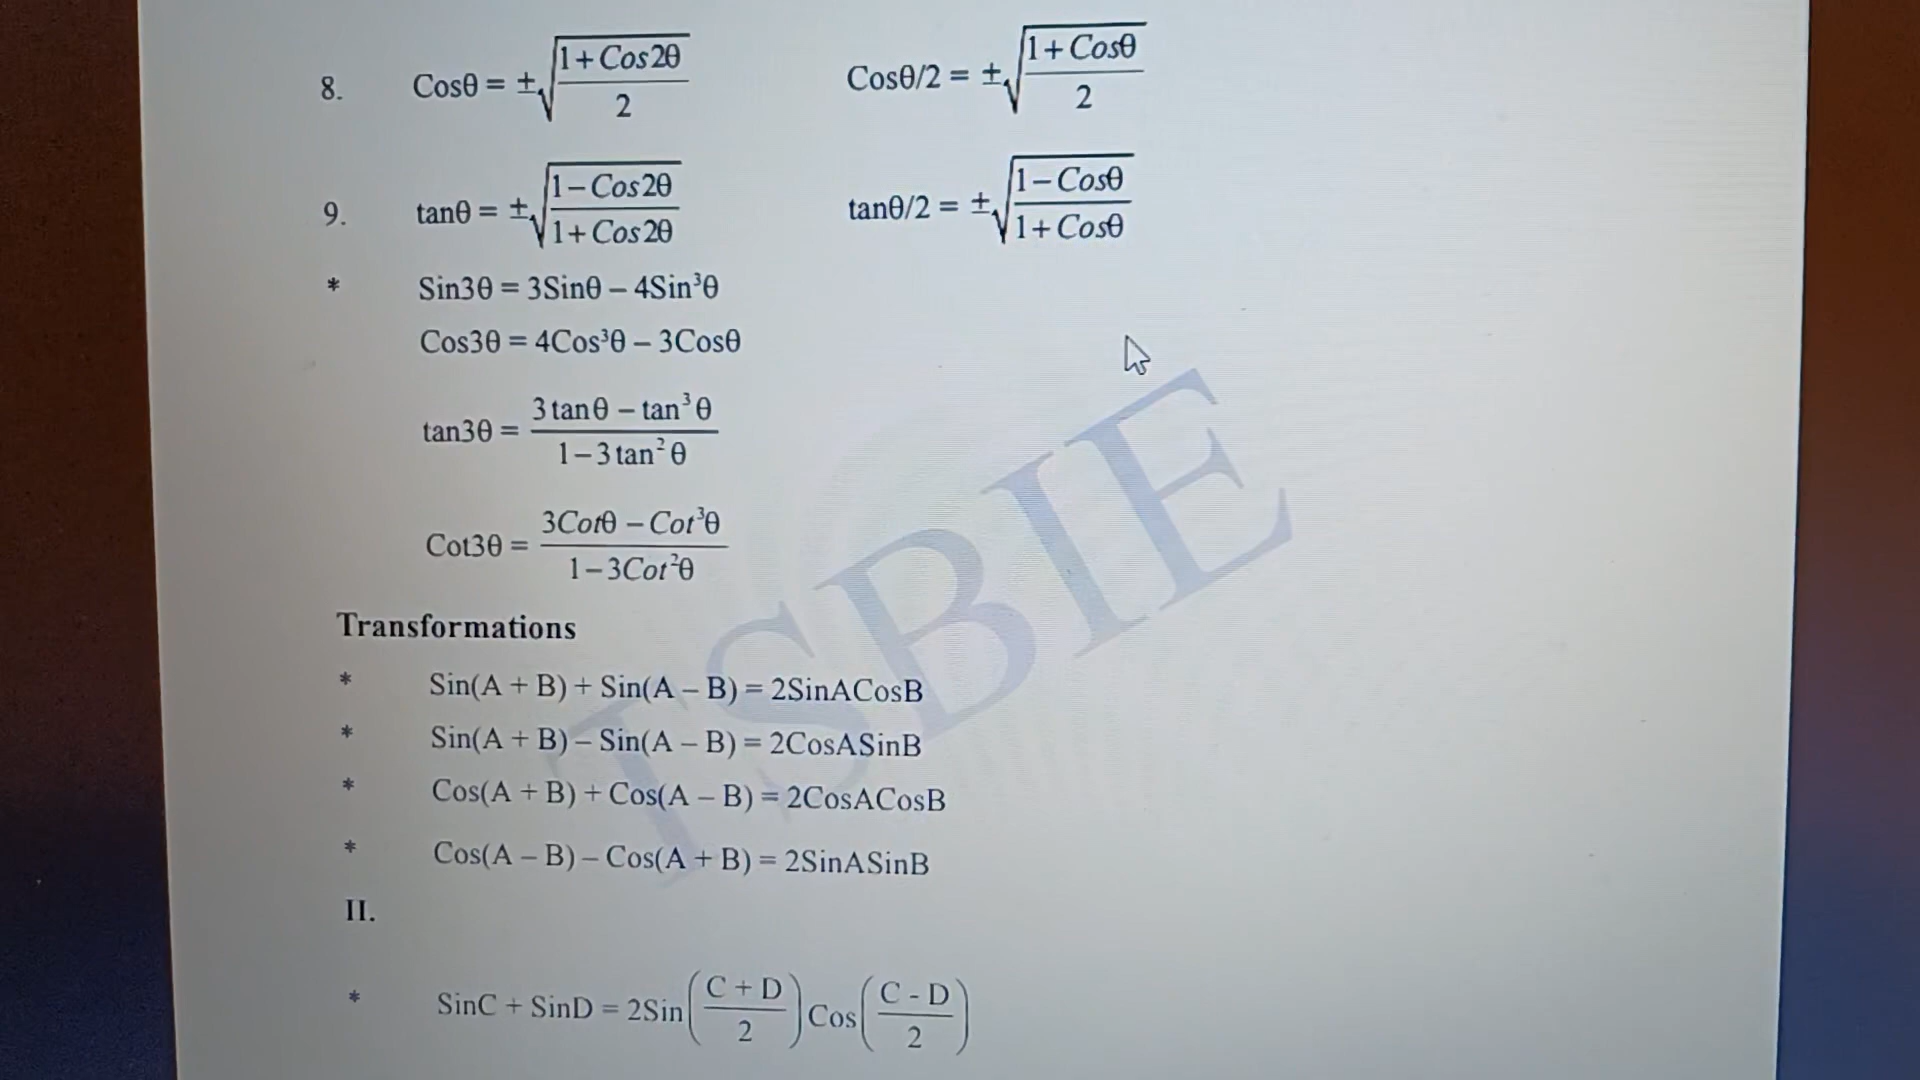 8. Cosθ = ±√((1+Cos2θ)/2) Cosθ/2 = ±√((1+Cosθ)/2)
9. tanθ = ±√((1−Cos2θ)/(1+Cos2θ)) tanθ/2 = ±√((1−Cosθ)/(1+Cosθ))
* Sin3θ = 3Sinθ – 4Sin³θ
Cos3θ = 4Cos³θ – 3Cosθ
tan3θ = (3tanθ − tan³θ)/(1−3tan²θ)
Cot3θ = (3Cotθ − Cot³θ)/(1−3Cot²θ)
Transformations
* Sin(A + B) + Sin(A – B) = 2SinACosB
* Sin(A + B) – Sin(A – B) = 2CosASinB
* Cos(A + B) + Cos(A – B) = 2CosACosB
* Cos(A – B) – Cos(A + B) = 2SinASinB
II.
* SinC + SinD = 2Sin((C + D)/2) Cos((C - D)/2)
TSBIE